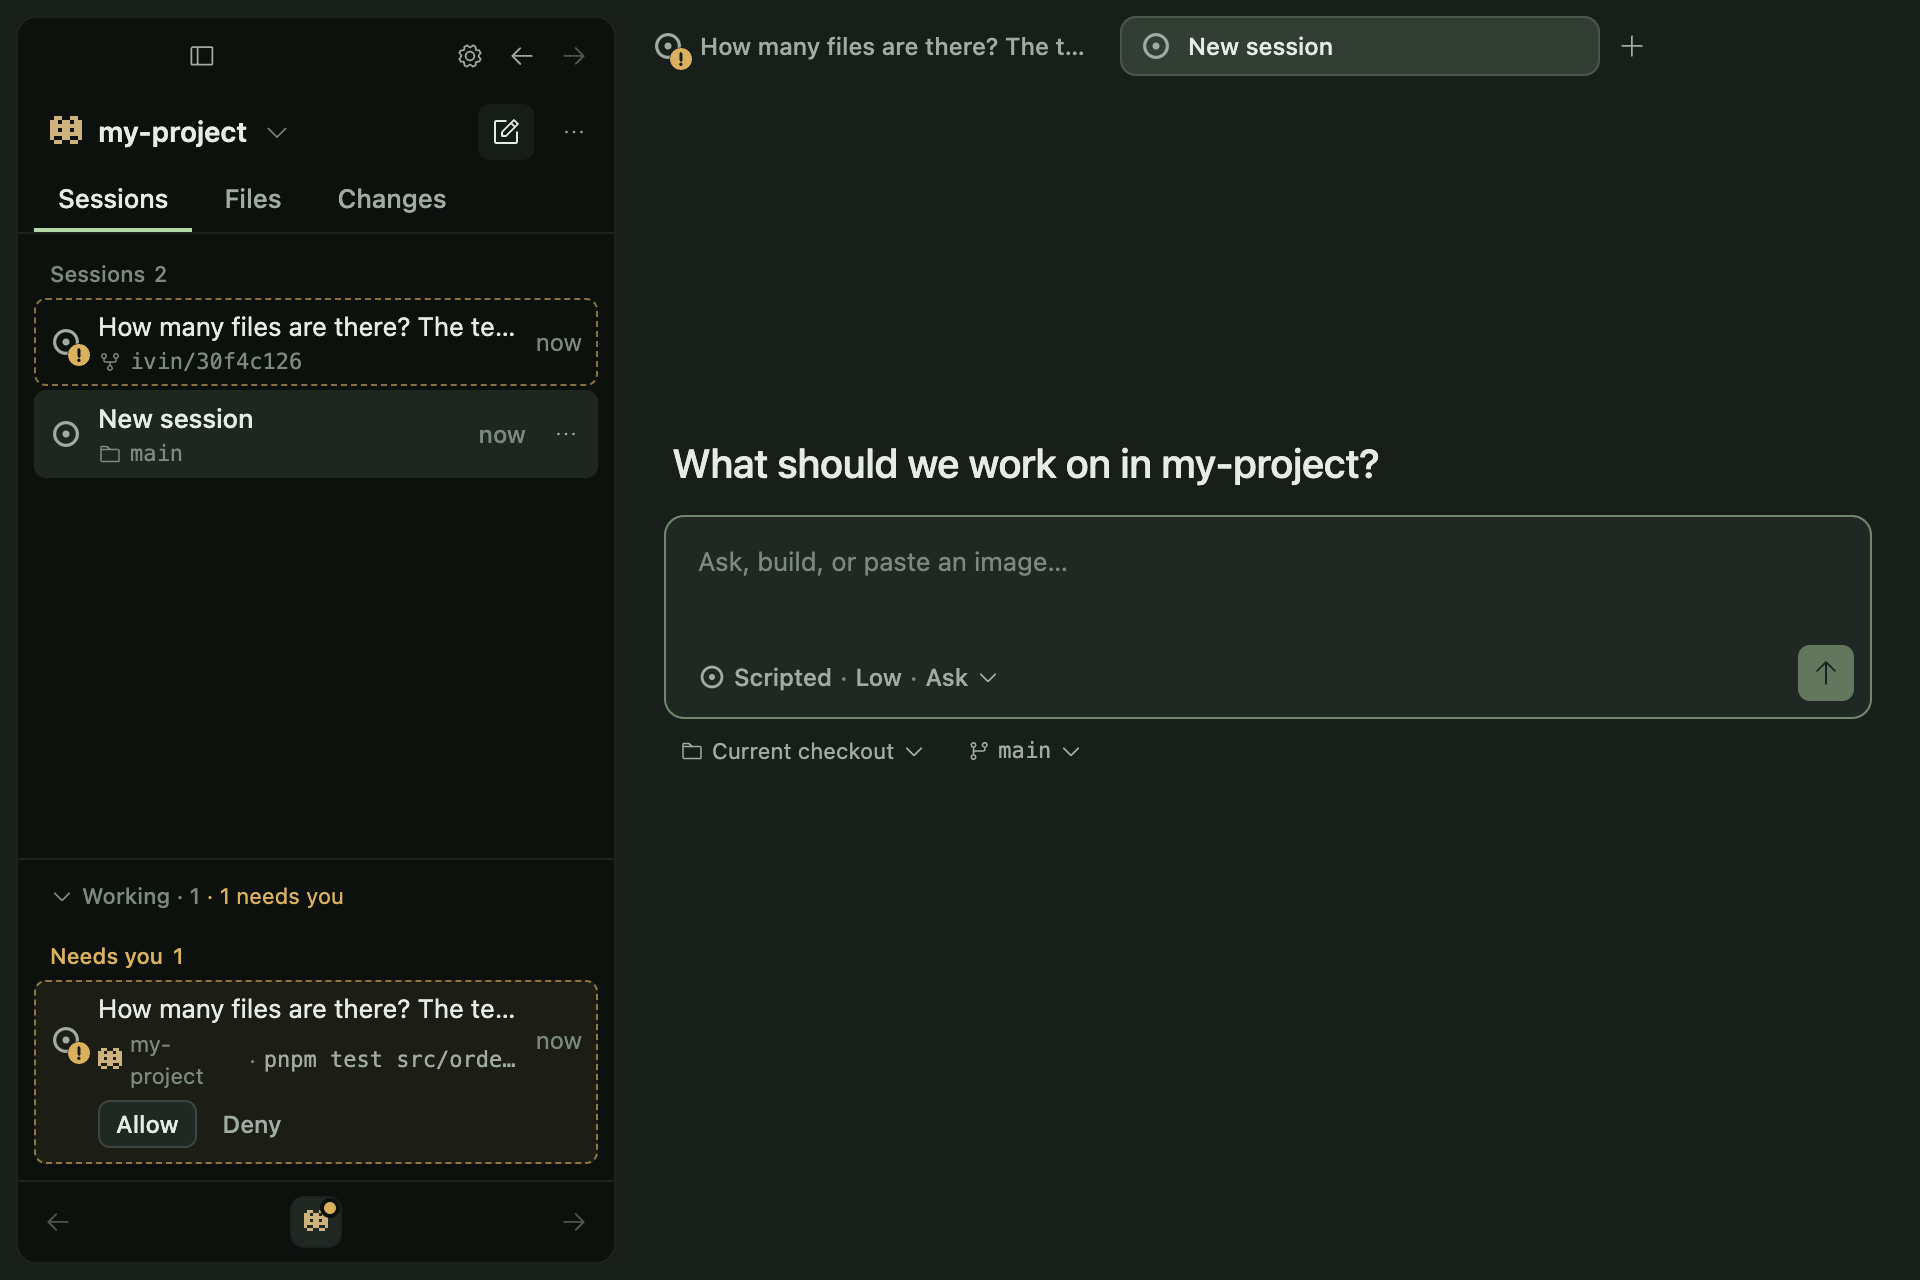 my-project
Sessions Files Changes
Sessions 2
How many files are there? The te...
now
ivin/30f4c126
New session
now
main
Working · 1 · 1 needs you
Needs you 1
How many files are there? The te...
now
my-project · pnpm test src/orde...
Allow Deny
How many files are there? The t...
New session
What should we work on in my-project?
Ask, build, or paste an image...
Scripted · Low · Ask
Current checkout
main